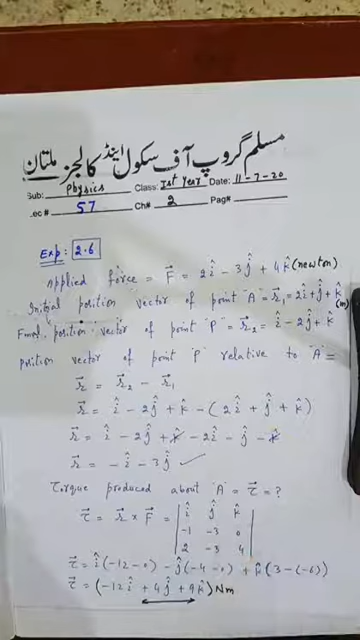 مسلم گروپ آف سکول اینڈ کالجز ملتان
Sub: Physics Class: Ist Year Date: 11-7-20
Lec# 57 Ch# 2 Page#
Exp: 2.6
Applied force = F⃗ = 2î - 3ĵ + 4k̂ (newton)
Initial position vector of point "A" = r⃗₁ = 2î + ĵ + k̂ (m)
Final position vector of point "P" = r⃗₂ = î - 2ĵ + k̂
position vector of point "P" relative to "A" =
r⃗ = r⃗₂ - r⃗₁
r⃗ = î - 2ĵ + k̂ - (2î + ĵ + k̂)
r⃗ = î - 2ĵ + k̂ - 2î - ĵ - k̂
r⃗ = -î - 3ĵ
Torque produced about "A" = τ⃗ = ?
τ⃗ = r⃗ × F⃗ = | î ĵ k̂ |
| -1 -3 0 |
| 2 -3 4 |
τ⃗ = î(-12-0) - ĵ(-4-0) + k̂(3-(-6))
τ⃗ = (-12î + 4ĵ + 9k̂) Nm